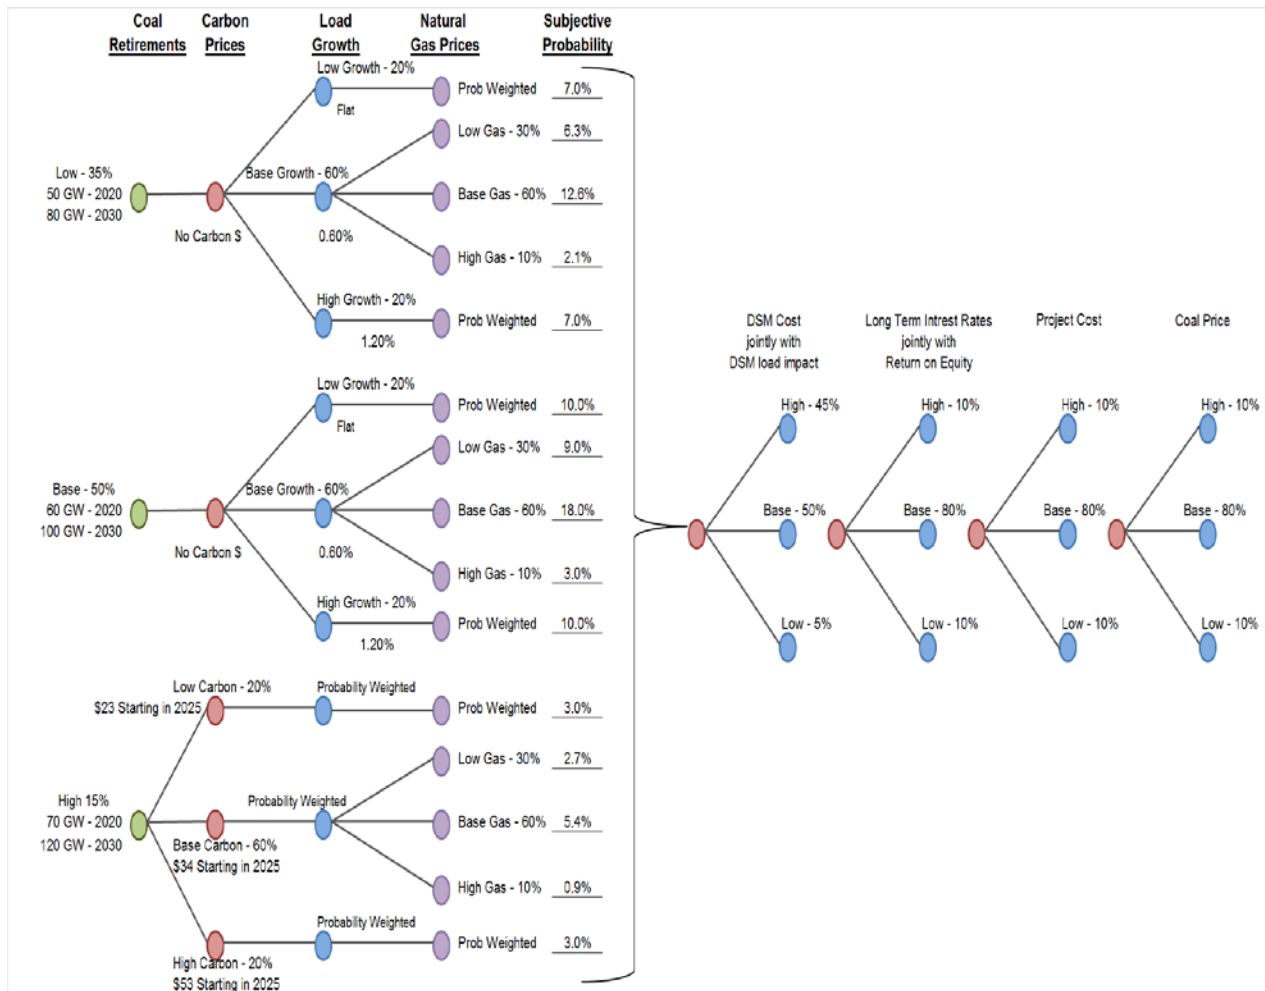 Coal
Retirements
Carbon
Prices
Load
Growth
Natural
Gas Prices
Subjective
Probability
Low Growth - 20%
Flat
Prob Weighted
7.0%
Low Gas - 30%
6.3%
Low - 35%
50 GW - 2020
80 GW - 2030
Base Growth - 60%
Base Gas - 60%
12.6%
No Carbon $
0.60%
High Gas - 10%
2.1%
High Growth - 20%
1.20%
Prob Weighted
7.0%
Low Growth - 20%
Flat
Prob Weighted
10.0%
Low Gas - 30%
9.0%
Base - 50%
60 GW - 2020
100 GW - 2030
Base Growth - 60%
Base Gas - 60%
18.0%
No Carbon $
0.60%
High Gas - 10%
3.0%
High Growth - 20%
1.20%
Prob Weighted
10.0%
Low Carbon - 20%
$23 Starting in 2025
Probability Weighted
Prob Weighted
3.0%
Low Gas - 30%
2.7%
High 15%
70 GW - 2020
120 GW - 2030
Probability Weighted
Base Gas - 60%
5.4%
Base Carbon - 60%
$34 Starting in 2025
High Gas - 10%
0.9%
Probability Weighted
Prob Weighted
3.0%
High Carbon - 20%
$53 Starting in 2025
DSM Cost
jointly with
DSM load impact
Long Term Intrest Rates
jointly with
Return on Equity
Project Cost
Coal Price
High - 45%
High - 10%
High - 10%
High - 10%
Base - 50%
Base - 80%
Base - 80%
Base - 80%
Low - 5%
Low - 10%
Low - 10%
Low - 10%